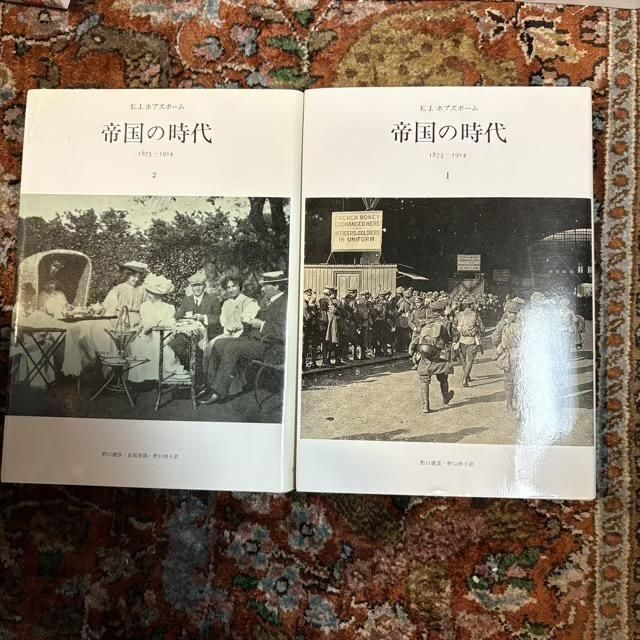 E.J. ホブズボーム
帝国の時代
1875–1914
2
野口建彦・長尾史郎・野口照子訳
E.J. ホブズボーム
帝国の時代
1875–1914
1
FRENCH MONEY
EXCHANGED HERE
OFFICERS & SOLDIERS
IN UNIFORM
野口建彦・野口照子訳